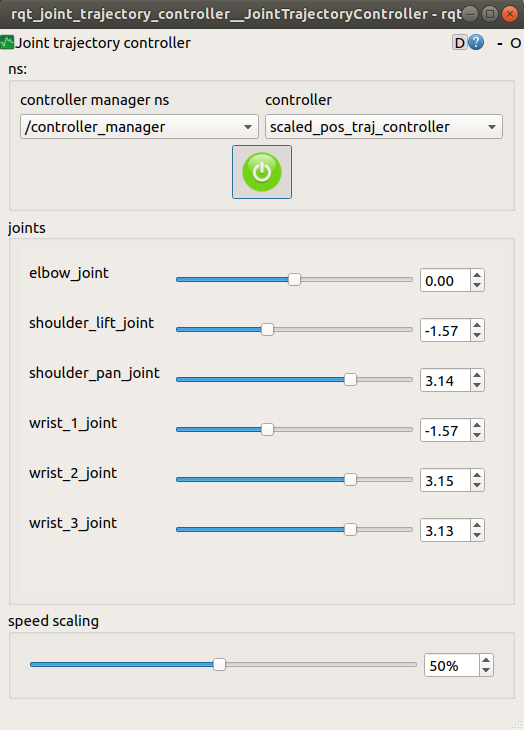 rqt_joint_trajectory_controller__JointTrajectoryController - rqt
Joint trajectory controller D ? - O
ns:
controller manager ns controller
/controller_manager scaled_pos_traj_controller
joints
elbow_joint 0.00
shoulder_lift_joint -1.57
shoulder_pan_joint 3.14
wrist_1_joint -1.57
wrist_2_joint 3.15
wrist_3_joint 3.13
speed scaling
50%